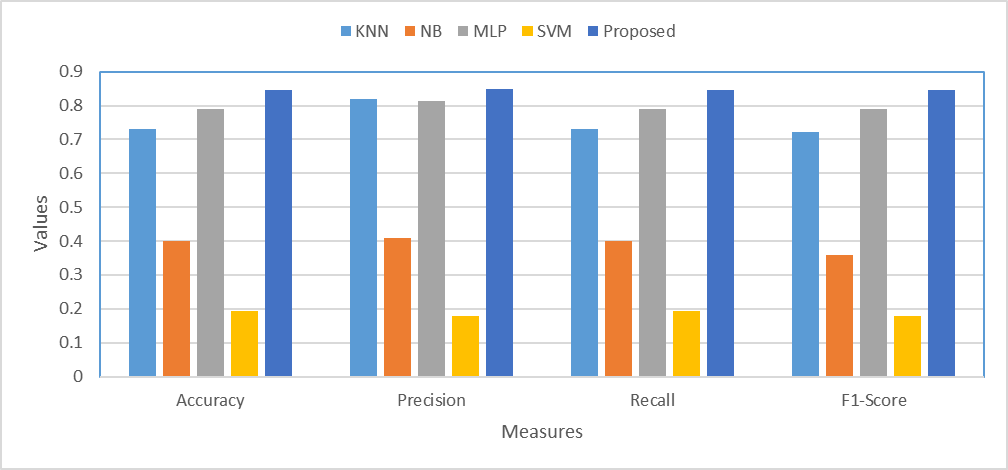 KNN NB MLP SVM Proposed
0.9
0.8
0.7
0.6
0.5
0.4
0.3
0.2
0.1
0
Values
Accuracy Precision Recall F1-Score
Measures